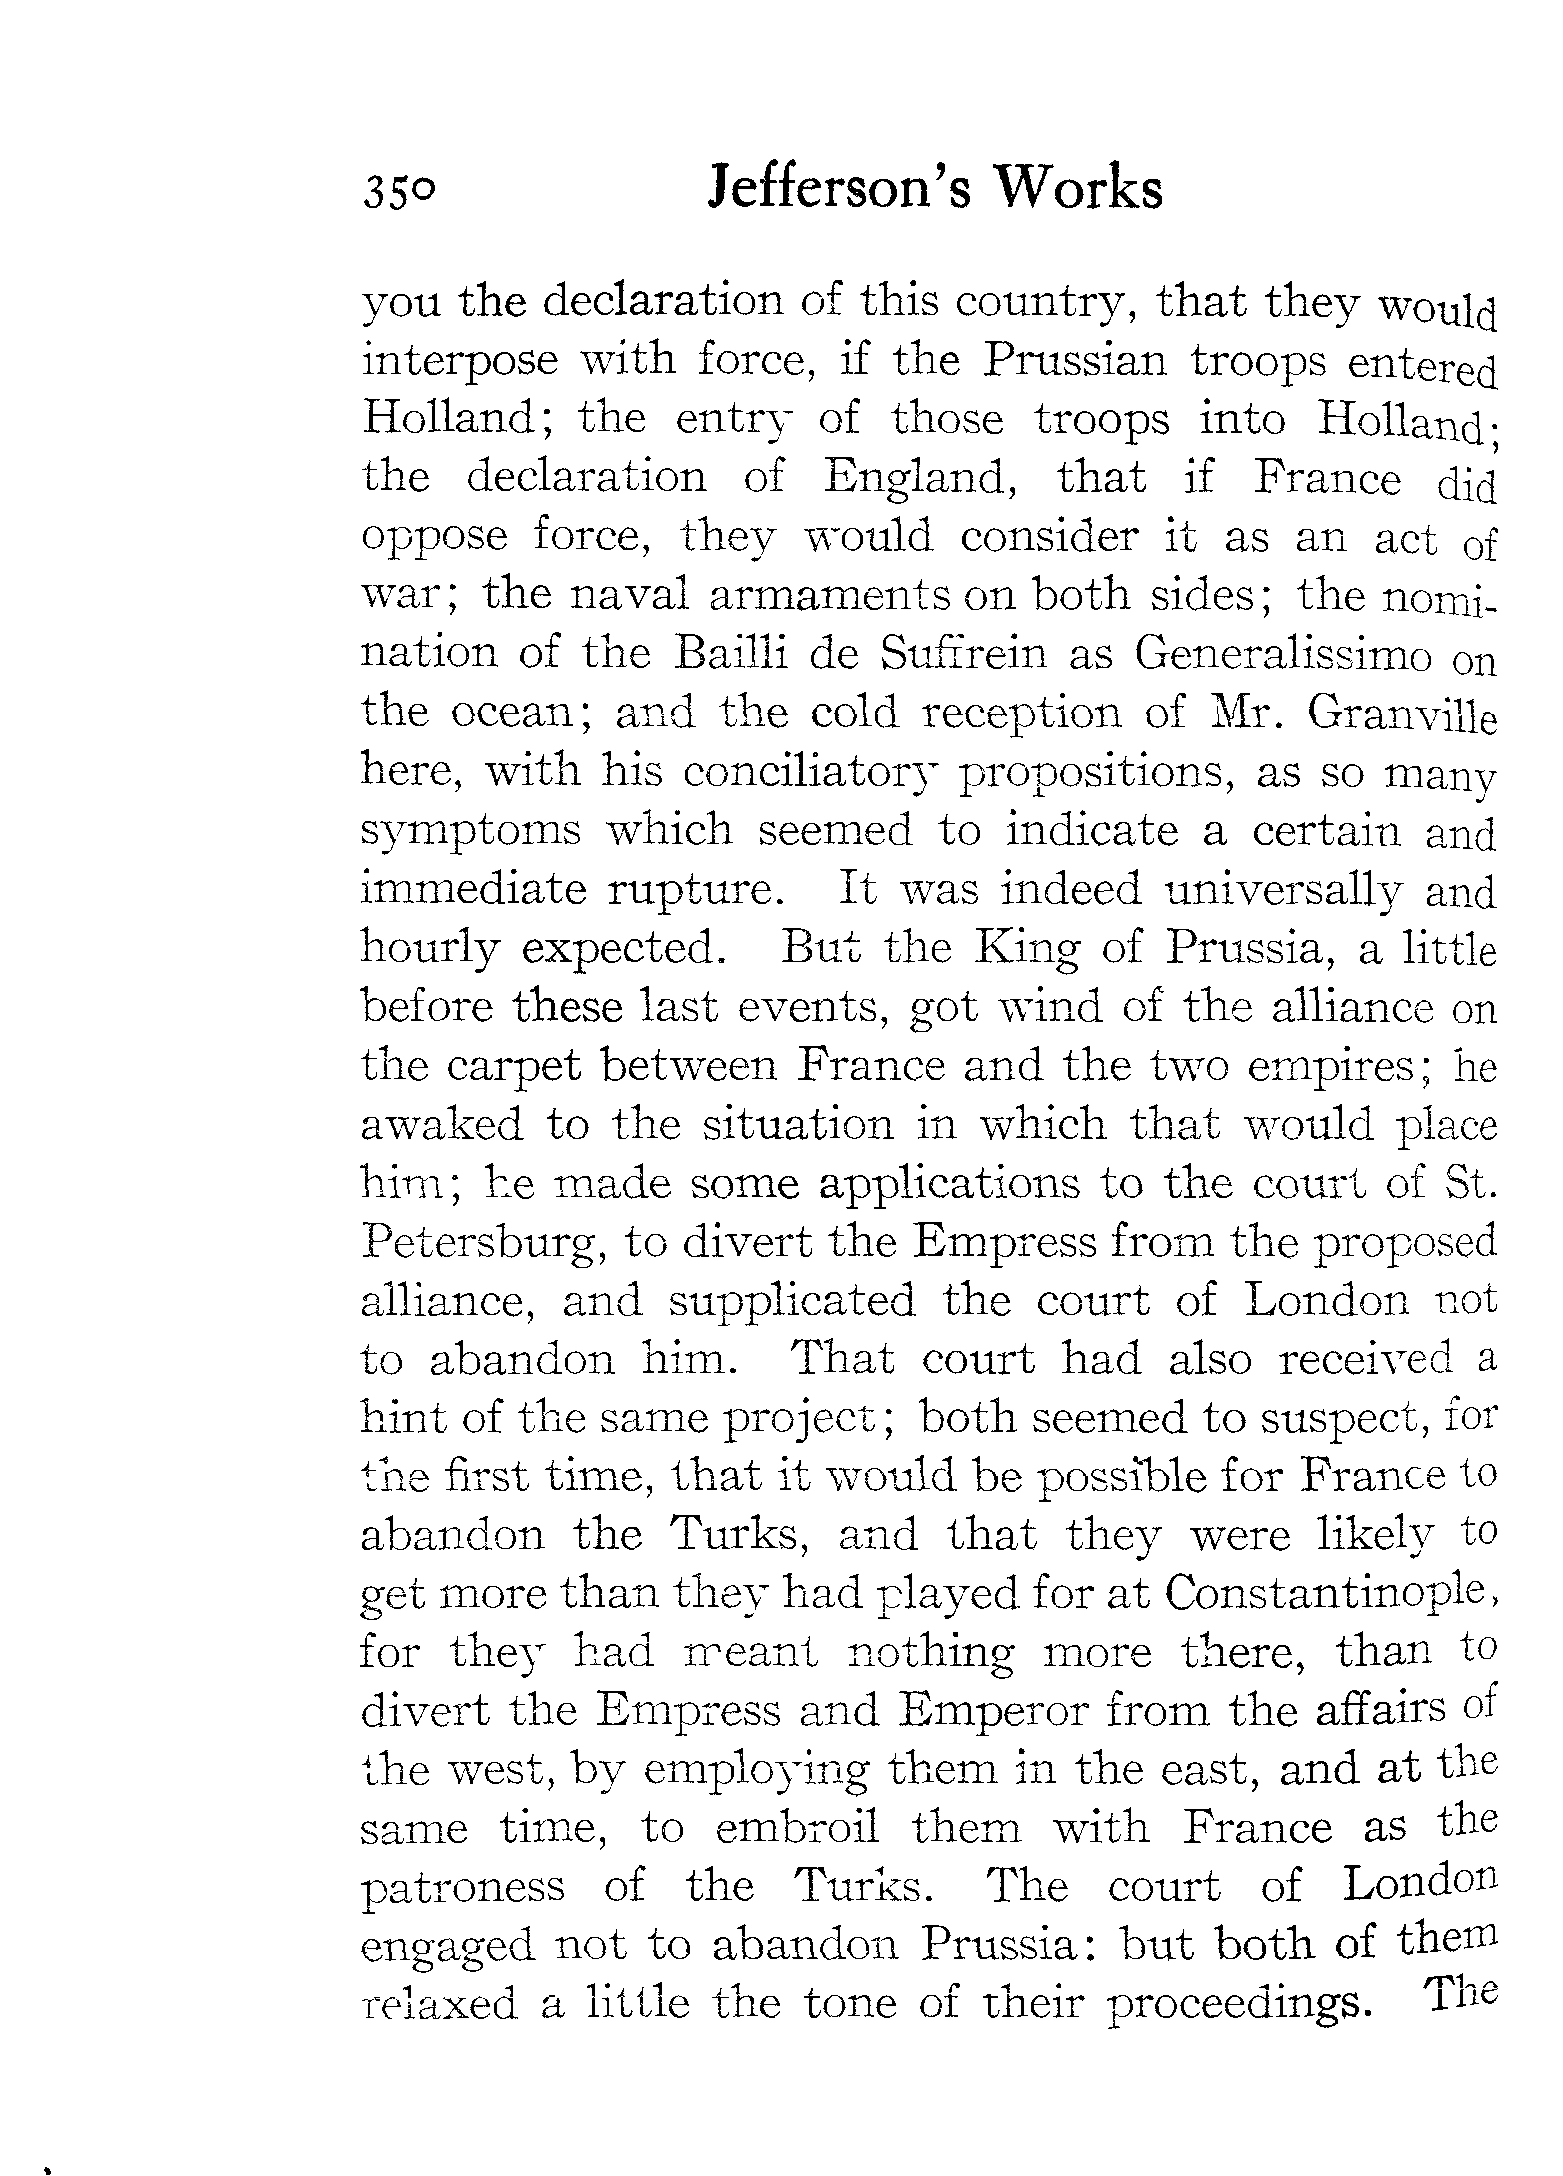 350 Jefferson's Works
you the declaration of this country, that they would
interpose with force, if the Prussian troops entered
Holland; the entry of those troops into Holland;
the declaration of England, that if France did
oppose force, they would consider it as an act of
war; the naval armaments on both sides; the nomi-
nation of the Bailli de Suffrein as Generalissimo on
the ocean; and the cold reception of Mr. Granville
here, with his conciliatory propositions, as so many
symptoms which seemed to indicate a certain and
immediate rupture. It was indeed universally and
hourly expected. But the King of Prussia, a little
before these last events, got wind of the alliance on
the carpet between France and the two empires; he
awaked to the situation in which that would place
him; he made some applications to the court of St.
Petersburg, to divert the Empress from the proposed
alliance, and supplicated the court of London not
to abandon him. That court had also received a
hint of the same project; both seemed to suspect, for
the first time, that it would be possible for France to
abandon the Turks, and that they were likely to
get more than they had played for at Constantinople,
for they had meant nothing more there, than to
divert the Empress and Emperor from the affairs of
the west, by employing them in the east, and at the
same time, to embroil them with France as the
patroness of the Turks. The court of London
engaged not to abandon Prussia: but both of them
relaxed a little the tone of their proceedings. The